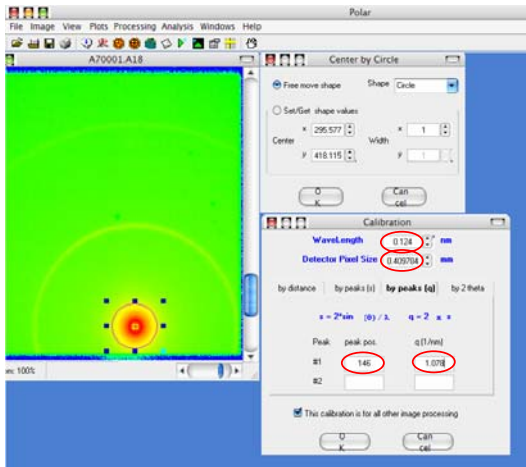 Polar
File Image View Plots Processing Analysis Windows Help
A70001.A18
Center by Circle
Free move shape Shape Circle
Set/Get shape values
Center x 295.577 Width x 1
y 418.115 y 1
O
K
Can
cel
Calibration
WaveLength 0.124 nm
Detector Pixel Size 0.409704 mm
by distance by peaks (s) by peaks (q) by 2 theta
s = 2*sin (θ) / λ q = 2 π s
Peak peak pos. q (1/nm)
#1 146 1.078
#2
This calibration is for all other image processing
O
K
Can
cel
100%